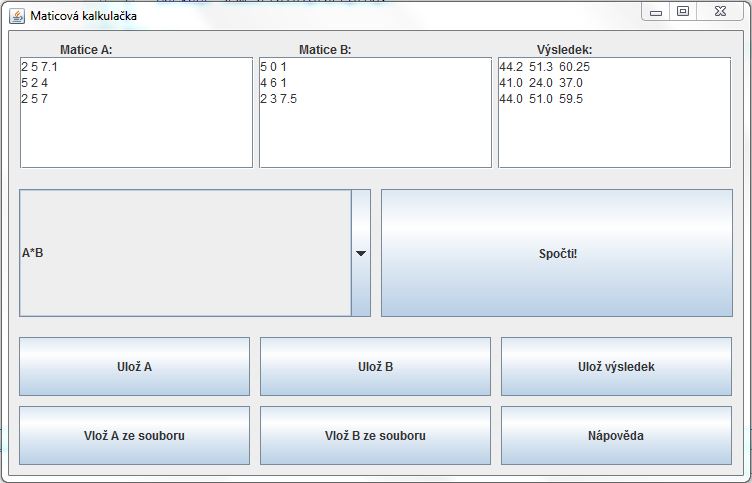 Maticová kalkulačka
Matice A:
Matice B:
Výsledek:
2 5 7.1
5 2 4
2 5 7
5 0 1
4 6 1
2 3 7.5
44.2 51.3 60.25
41.0 24.0 37.0
44.0 51.0 59.5
A*B
Spočti!
Ulož A
Ulož B
Ulož výsledek
Vlož A ze souboru
Vlož B ze souboru
Nápověda